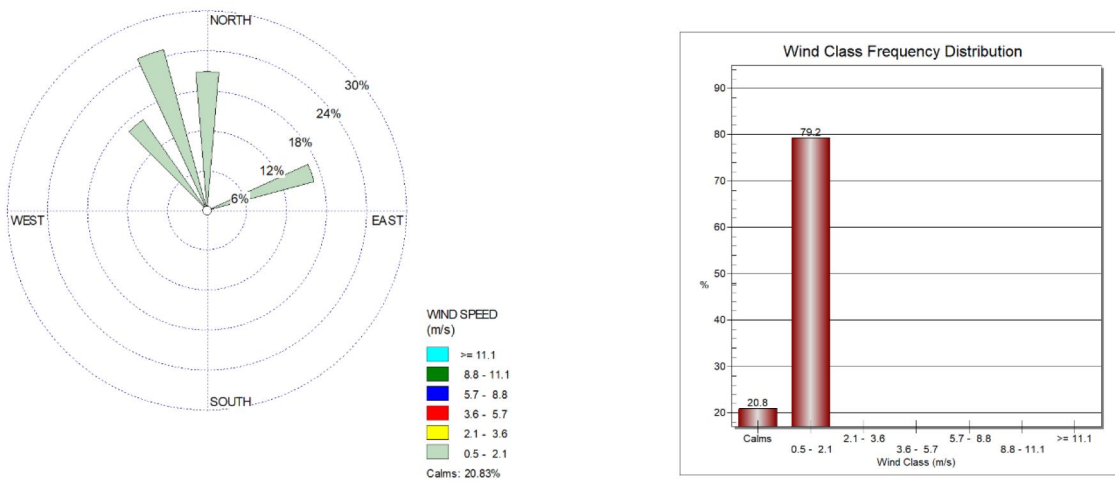 NORTH
30%
24%
18%
12%
6%
WEST
EAST
SOUTH
WIND SPEED
(m/s)
>= 11.1
8.8 - 11.1
5.7 - 8.8
3.6 - 5.7
2.1 - 3.6
0.5 - 2.1
Calms: 20.83%
Wind Class Frequency Distribution
90
80
79.2
70
60
50
%
40
30
20
20.8
Calms
2.1 - 3.6
5.7 - 8.8
>= 11.1
0.5 - 2.1
3.6 - 5.7
8.8 - 11.1
Wind Class (m/s)